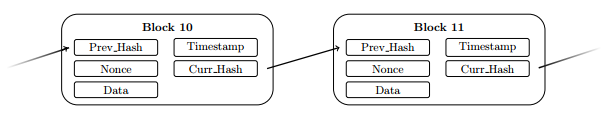 Block 10
Prev_Hash Timestamp
Nonce Curr_Hash
Data
Block 11
Prev_Hash Timestamp
Nonce Curr_Hash
Data